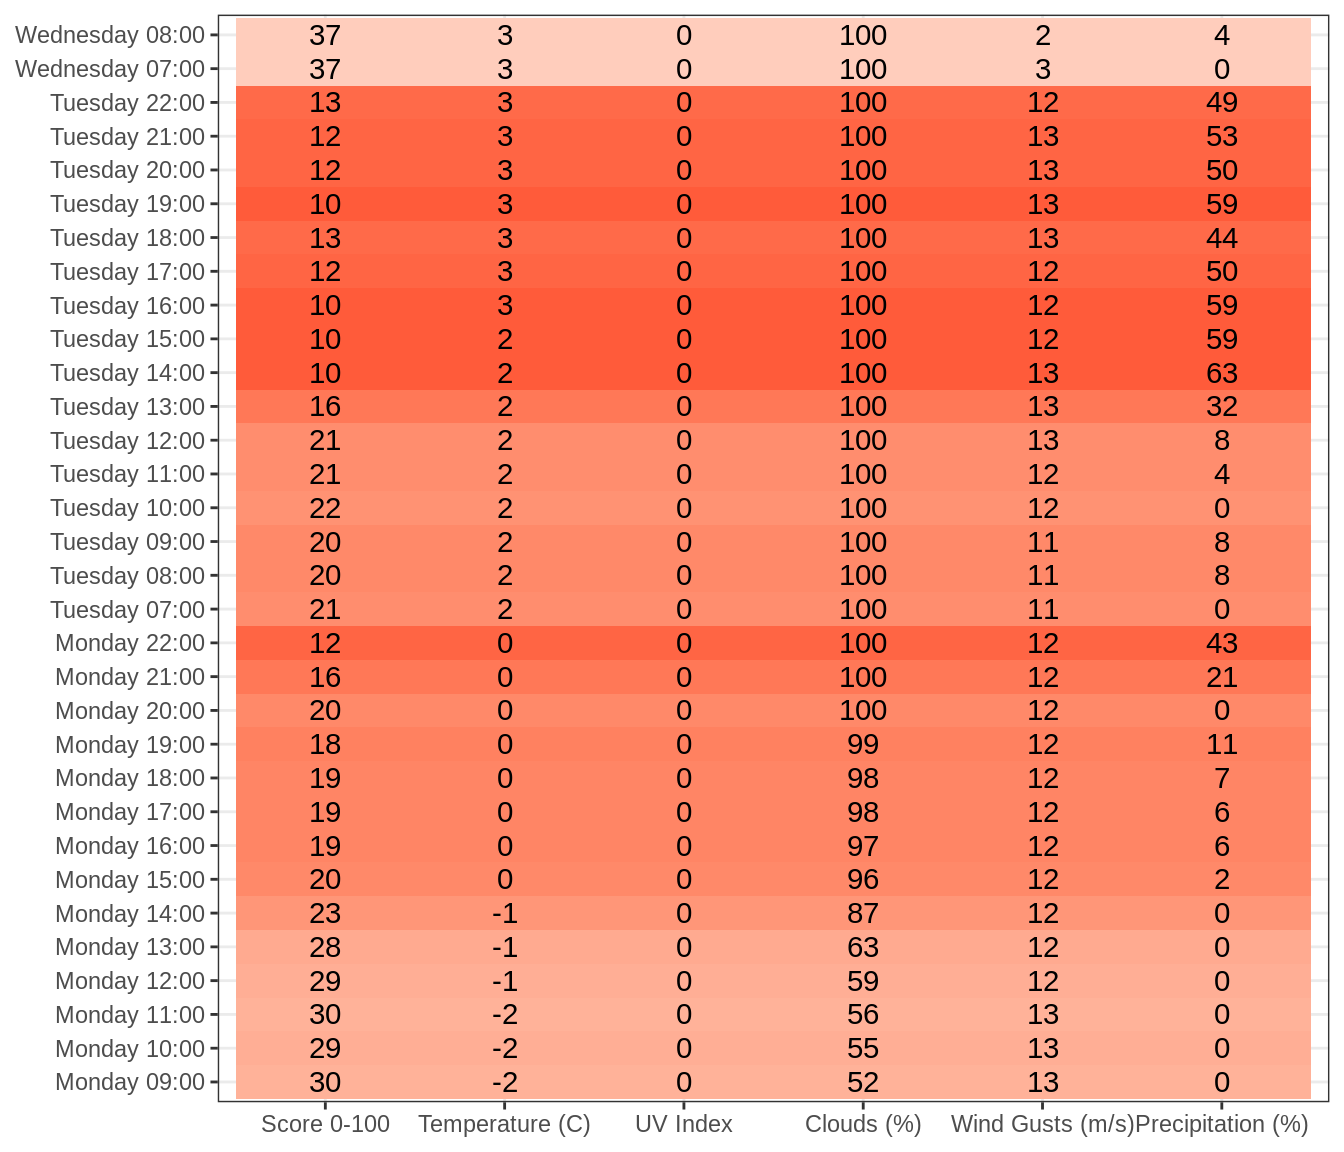 Wednesday 08:00 37 3 0 100 2 4
Wednesday 07:00 37 3 0 100 3 0
Tuesday 22:00 13 3 0 100 12 49
Tuesday 21:00 12 3 0 100 13 53
Tuesday 20:00 12 3 0 100 13 50
Tuesday 19:00 10 3 0 100 13 59
Tuesday 18:00 13 3 0 100 13 44
Tuesday 17:00 12 3 0 100 12 50
Tuesday 16:00 10 3 0 100 12 59
Tuesday 15:00 10 2 0 100 12 59
Tuesday 14:00 10 2 0 100 13 63
Tuesday 13:00 16 2 0 100 13 32
Tuesday 12:00 21 2 0 100 13 8
Tuesday 11:00 21 2 0 100 12 4
Tuesday 10:00 22 2 0 100 12 0
Tuesday 09:00 20 2 0 100 11 8
Tuesday 08:00 20 2 0 100 11 8
Tuesday 07:00 21 2 0 100 11 0
Monday 22:00 12 0 0 100 12 43
Monday 21:00 16 0 0 100 12 21
Monday 20:00 20 0 0 100 12 0
Monday 19:00 18 0 0 99 12 11
Monday 18:00 19 0 0 98 12 7
Monday 17:00 19 0 0 98 12 6
Monday 16:00 19 0 0 97 12 6
Monday 15:00 20 0 0 96 12 2
Monday 14:00 23 -1 0 87 12 0
Monday 13:00 28 -1 0 63 12 0
Monday 12:00 29 -1 0 59 12 0
Monday 11:00 30 -2 0 56 13 0
Monday 10:00 29 -2 0 55 13 0
Monday 09:00 30 -2 0 52 13 0
Score 0-100 Temperature (C) UV Index Clouds (%) Wind Gusts (m/s) Precipitation (%)